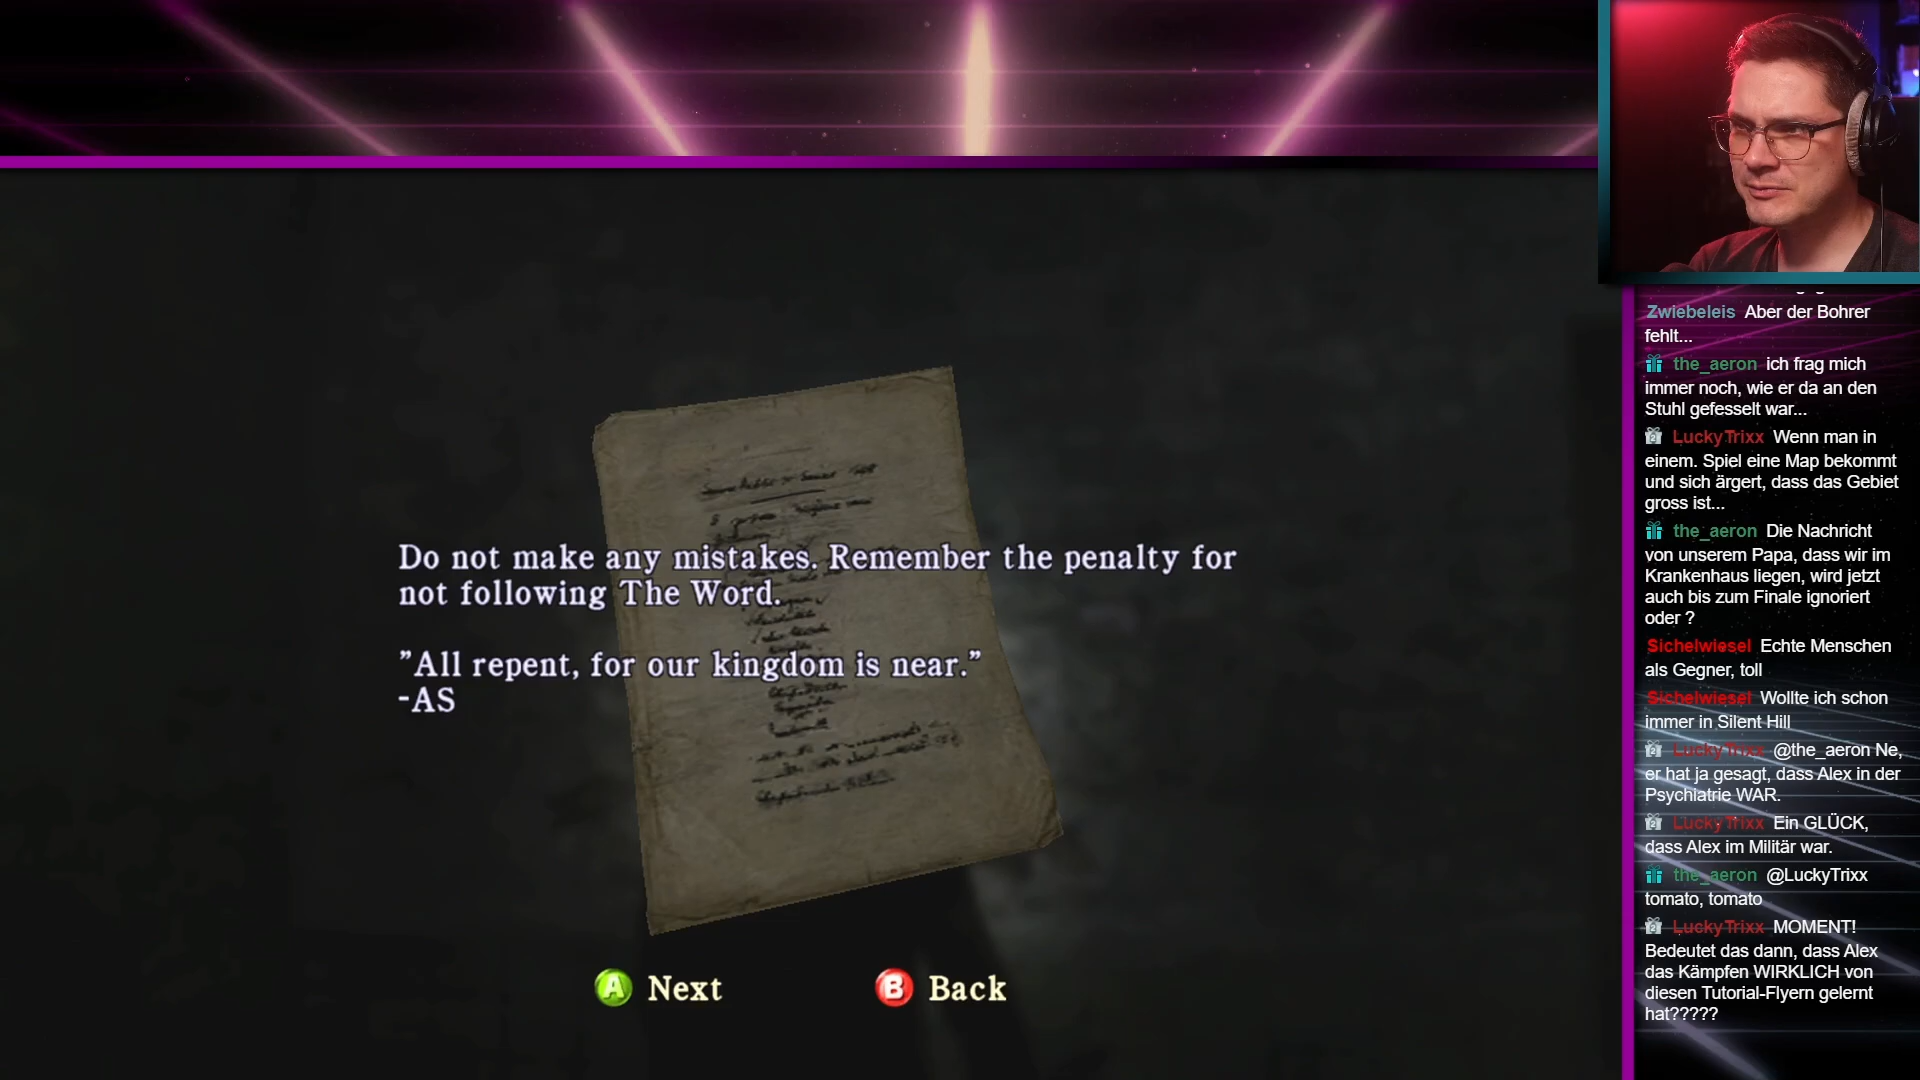 Do not make any mistakes. Remember the penalty for
not following The Word.
"All repent, for our kingdom is near."
-AS
A Next
B Back
Zwiebeleis Aber der Bohrer
fehlt...
the_aeron ich frag mich
immer noch, wie er da an den
Stuhl gefesselt war...
LuckyTrixx Wenn man in
einem. Spiel eine Map bekommt
und sich ärgert, dass das Gebiet
gross ist...
the_aeron Die Nachricht
von unserem Papa, dass wir im
Krankenhaus liegen, wird jetzt
auch bis zum Finale ignoriert
oder ?
Sichelwiesel Echte Menschen
als Gegner, toll
Sichelwiesel Wollte ich schon
immer in Silent Hill
LuckyTrixx @the_aeron Ne,
er hat ja gesagt, dass Alex in der
Psychiatrie WAR.
LuckyTrixx Ein GLÜCK,
dass Alex im Militär war.
the_aeron @LuckyTrixx
tomato, tomato
LuckyTrixx MOMENT!
Bedeutet das dann, dass Alex
das Kämpfen WIRKLICH von
diesen Tutorial-Flyern gelernt
hat?????